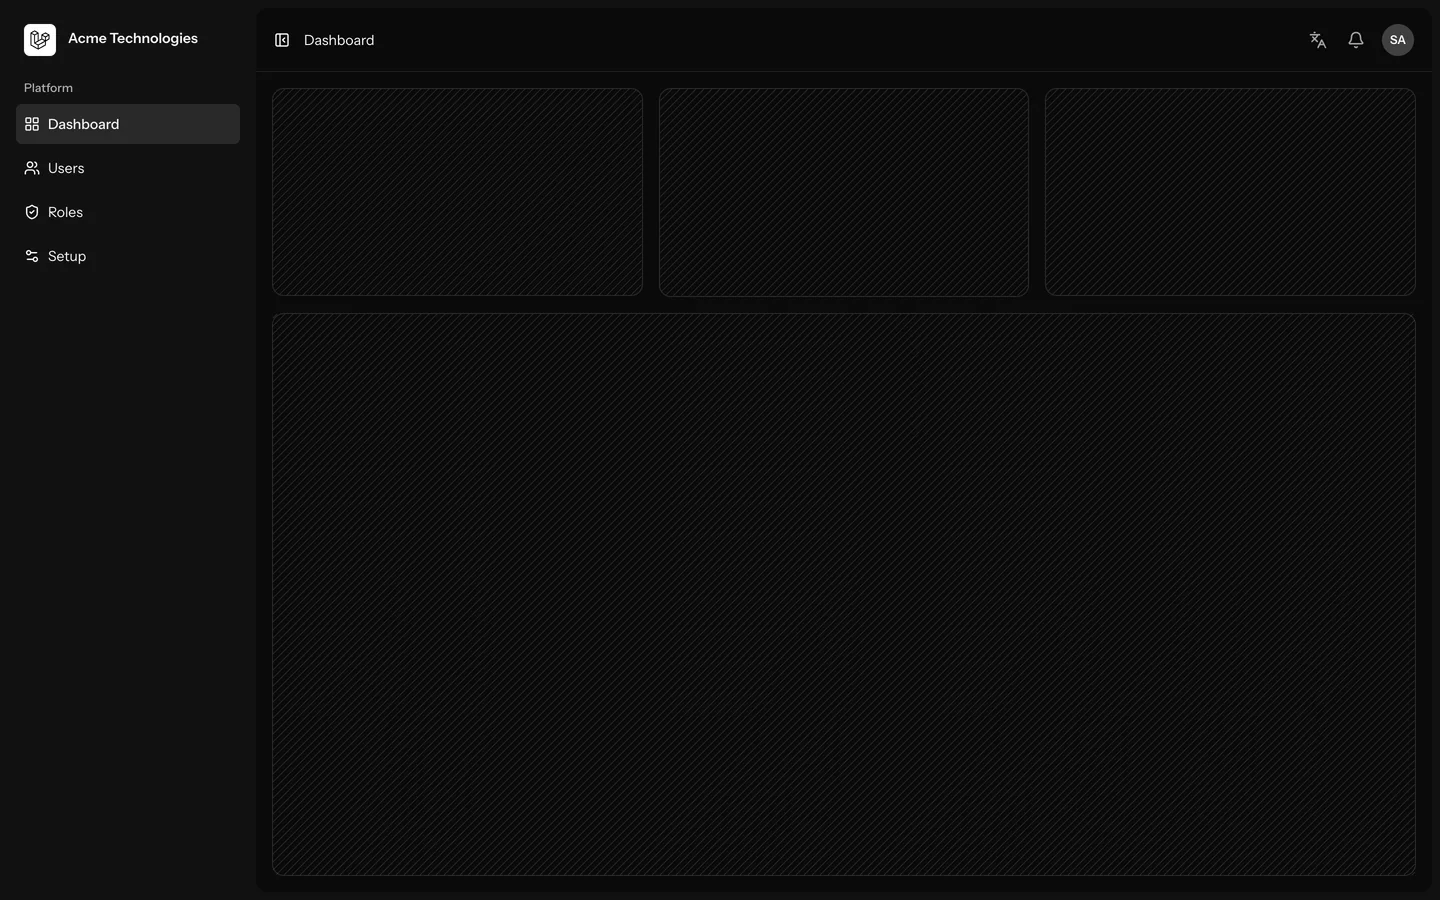 Acme Technologies
Platform
Dashboard
Users
Roles
Setup
Dashboard
SA